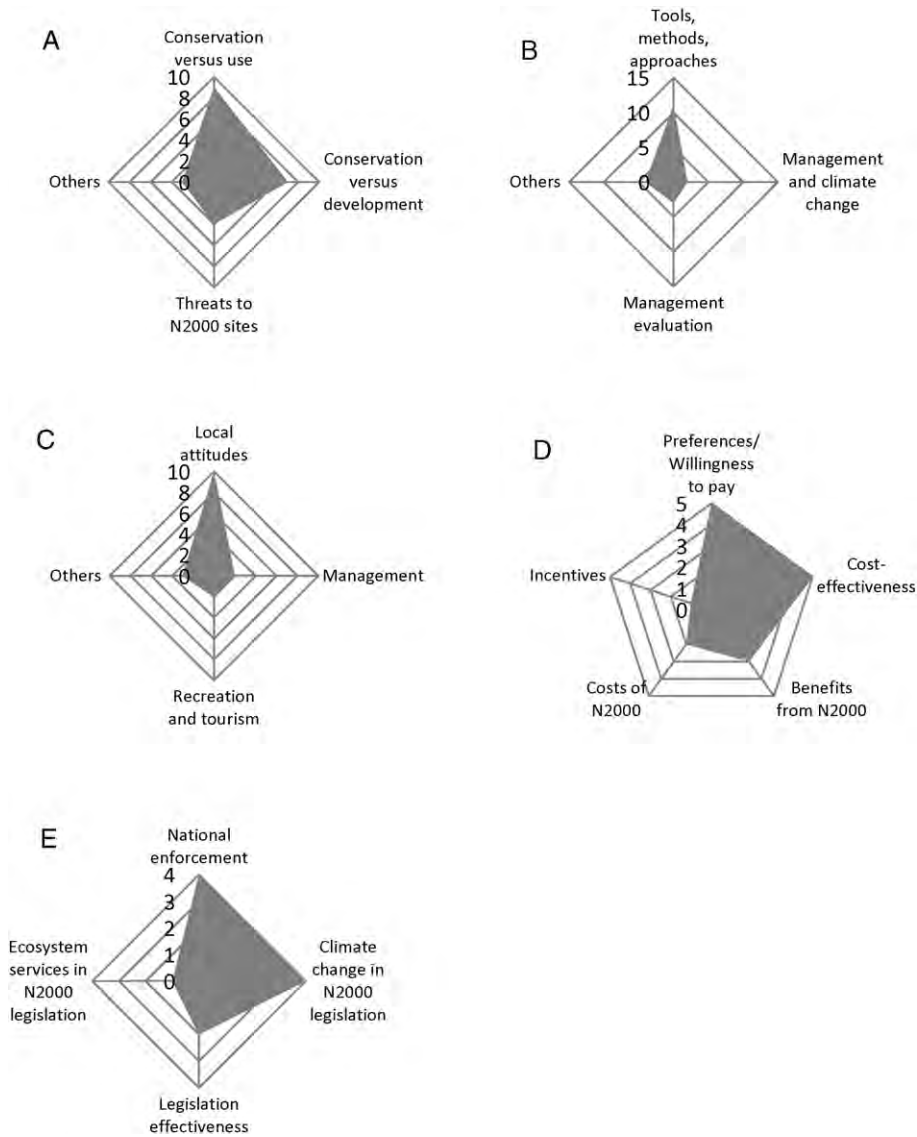 A
Conservation
versus use
10
8
6
4
2
0
Others
Conservation
versus
development
Threats to
N2000 sites
B
Tools,
methods,
approaches
15
10
5
0
Others
Management
and climate
change
Management
evaluation
C
Local
attitudes
10
8
6
4
2
0
Others
Management
Recreation
and tourism
D
Preferences/
Willingness
to pay
5
4
3
2
1
0
Incentives
Cost-
effectiveness
Costs of
N2000
Benefits
from N2000
E
National
enforcement
4
3
2
1
0
Ecosystem
services in
N2000
legislation
Climate
change in
N2000
legislation
Legislation
effectiveness